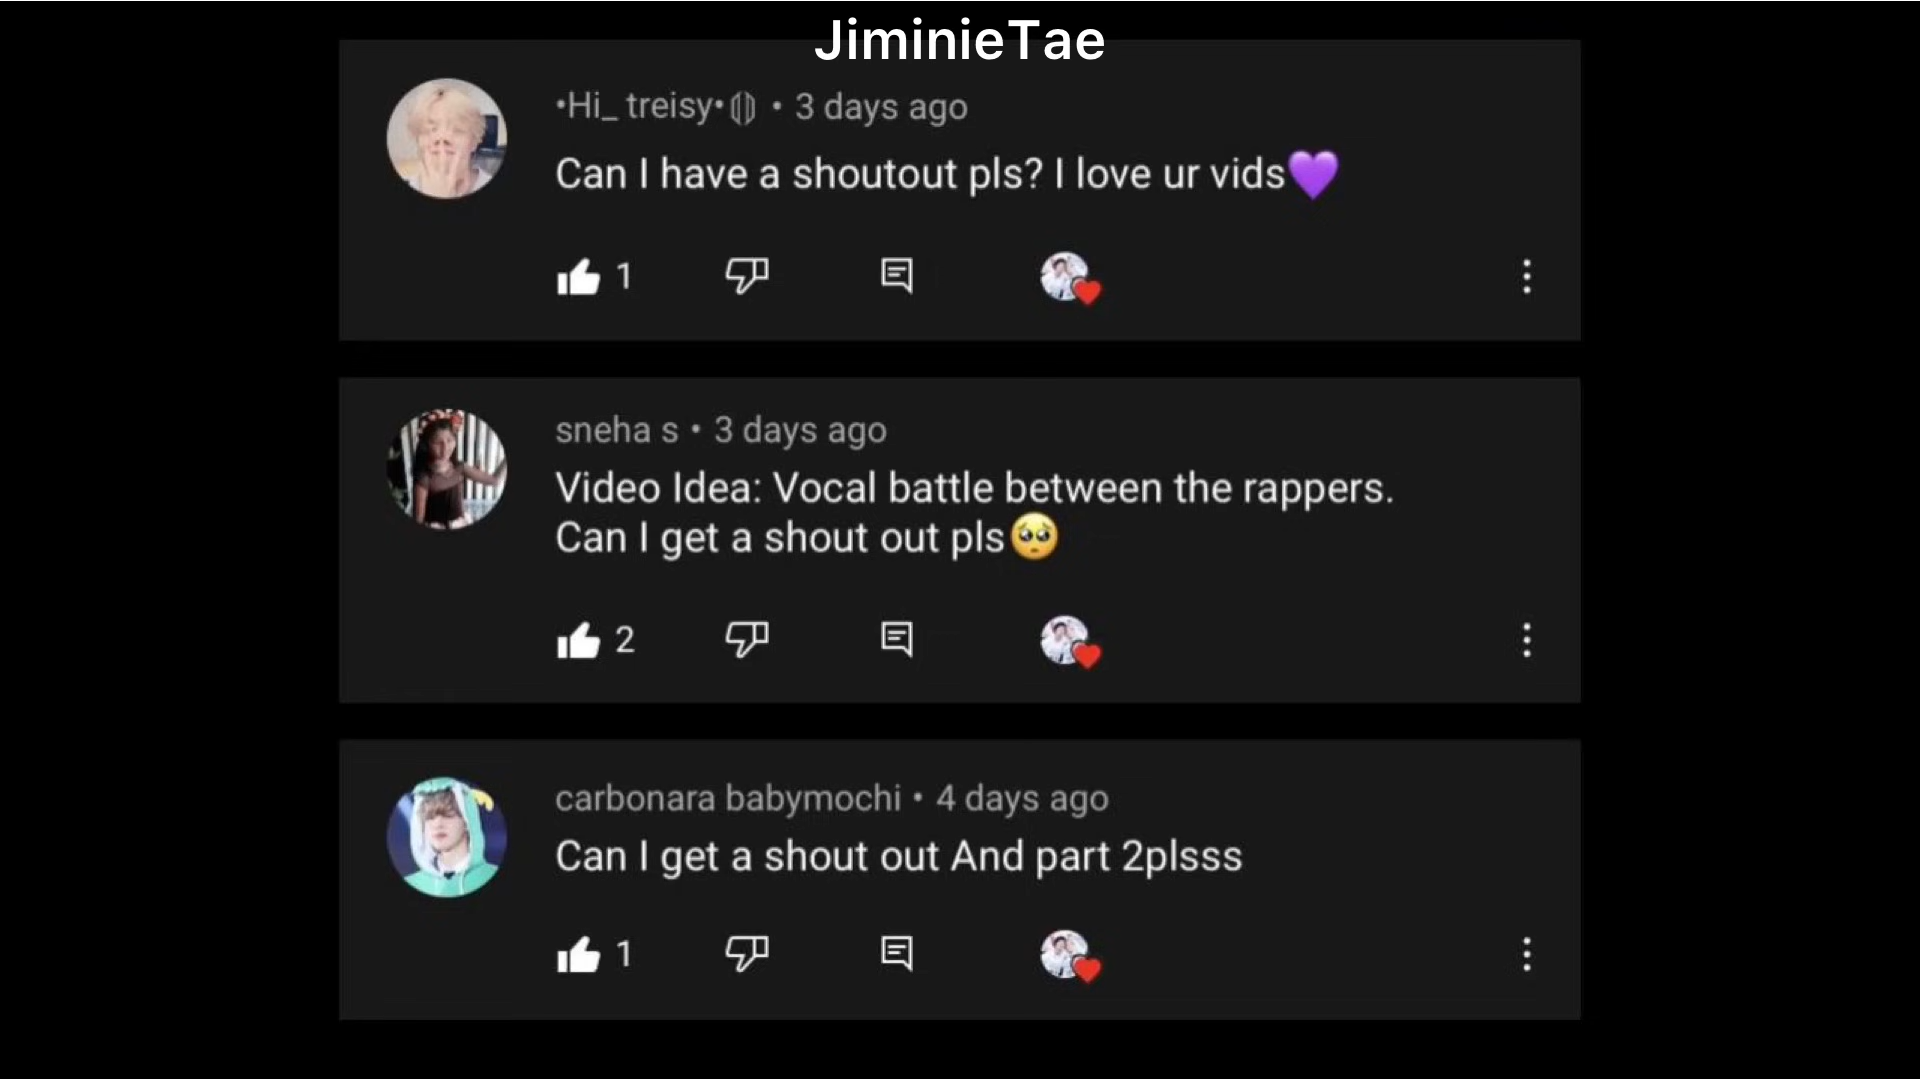 JiminieTae
•Hi_ treisy• • 3 days ago
Can I have a shoutout pls? I love ur vids💜
1
sneha s • 3 days ago
Video Idea: Vocal battle between the rappers.
Can I get a shout out pls🥺
2
carbonara babymochi • 4 days ago
Can I get a shout out And part 2plsss
1